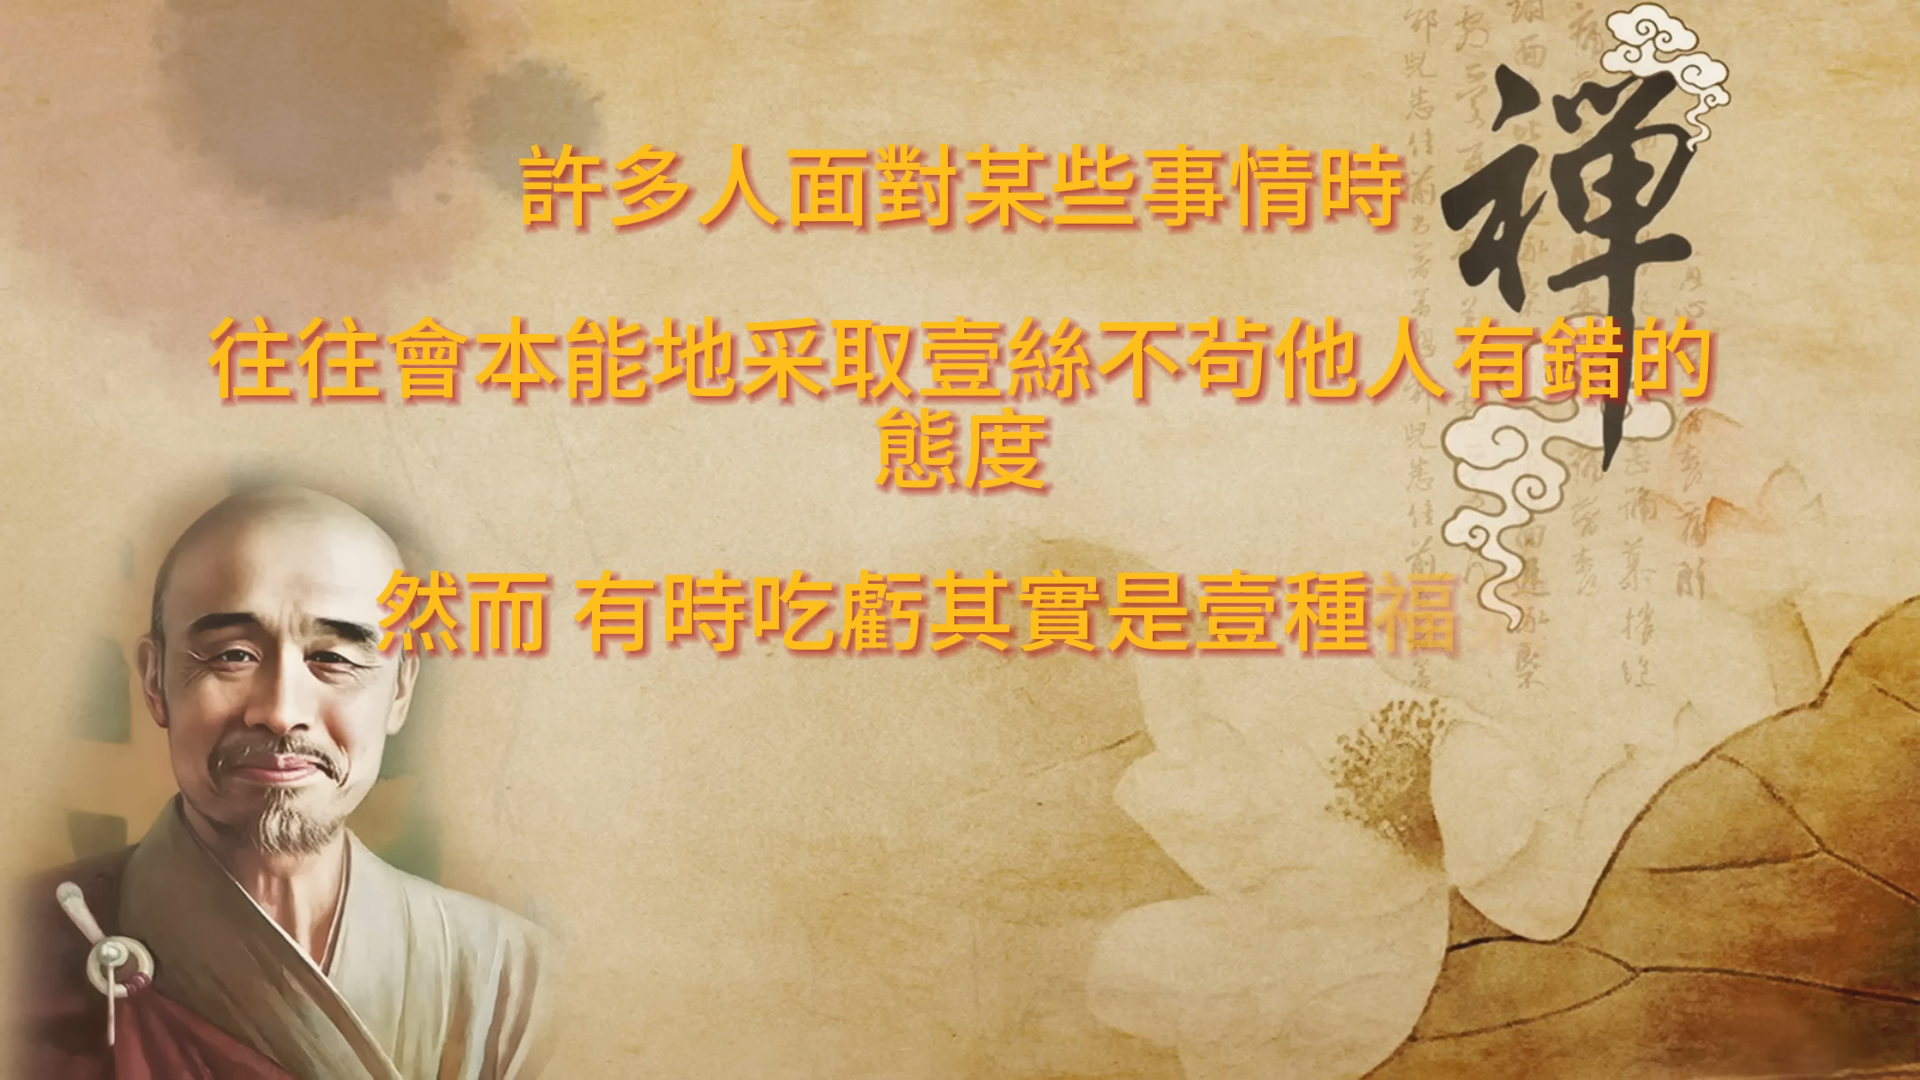 許多人面對某些事情時
往往會本能地采取壹絲不茍他人有錯的
態度
然而 有時吃虧其實是壹種福
禪